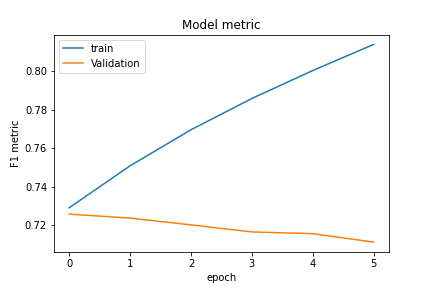 Model metric
train
Validation
F1 metric
0.80
0.78
0.76
0.74
0.72
0 1 2 3 4 5
epoch